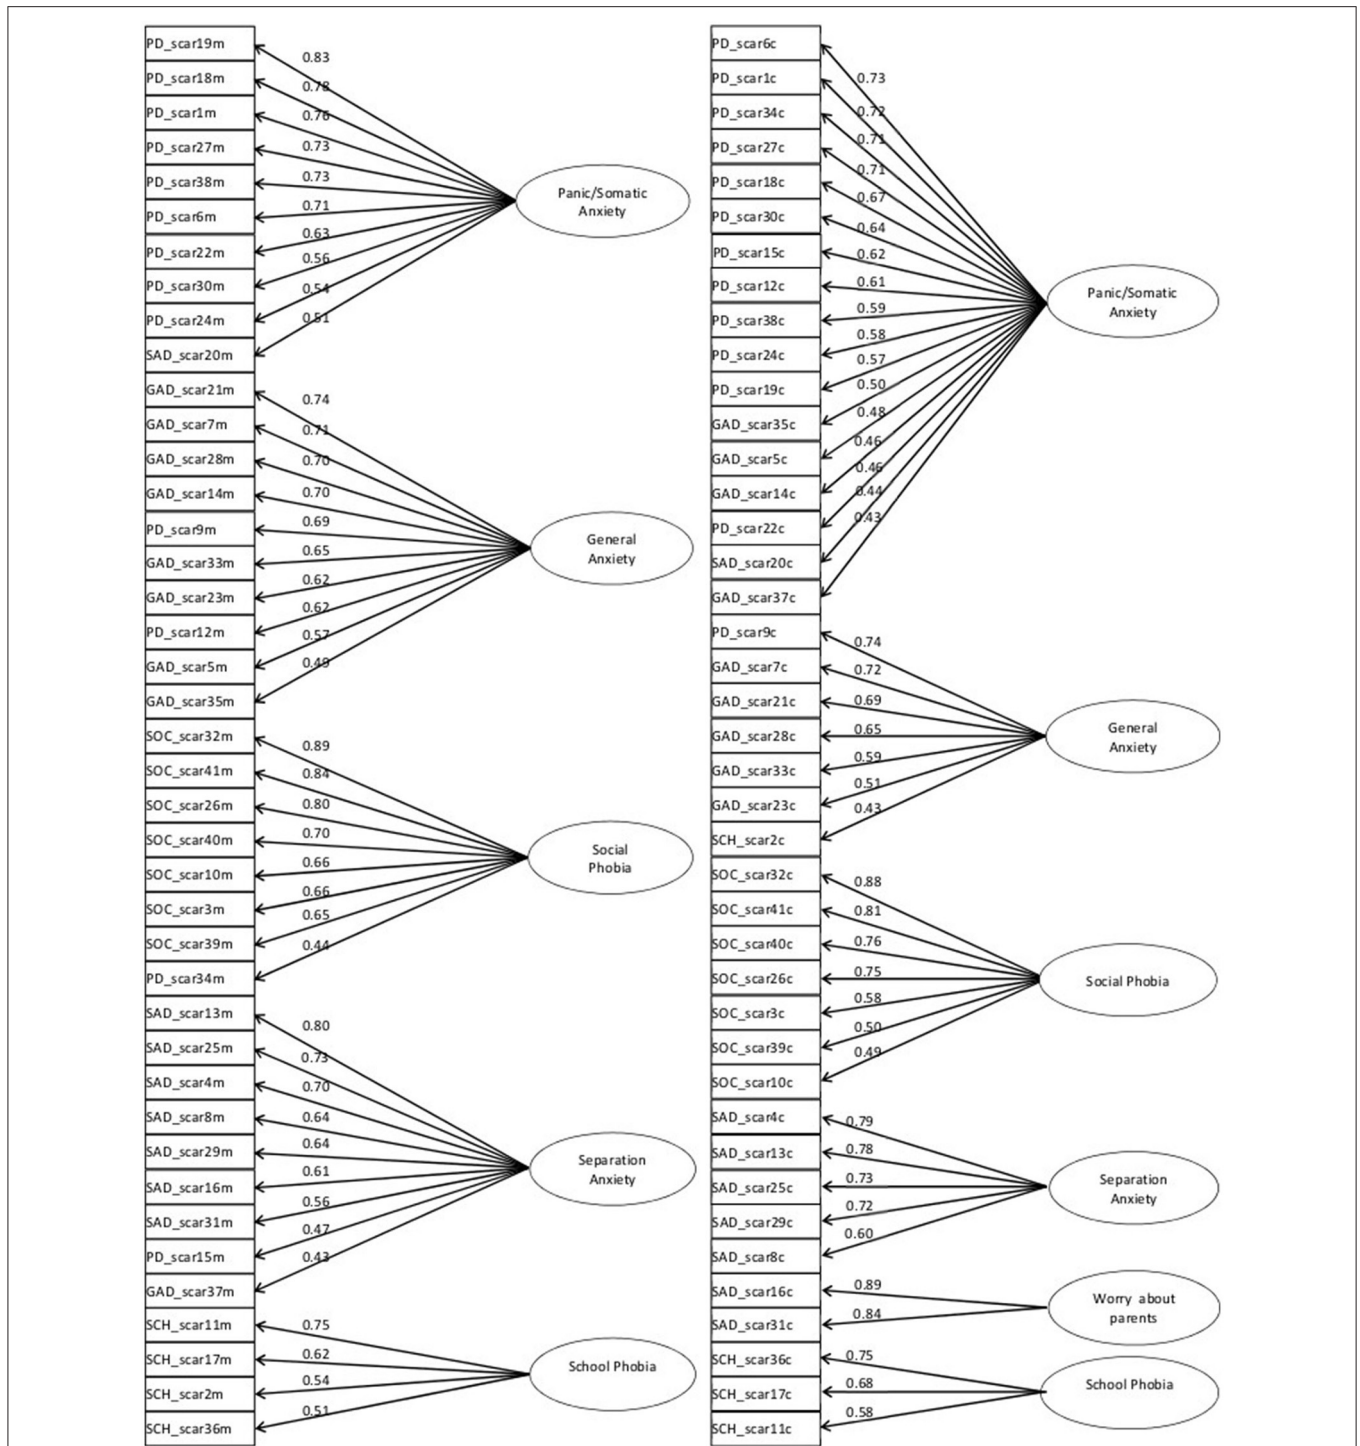 PD_scar19m
0.83
PD_scar18m
0.78
PD_scar1m
0.76
PD_scar27m
0.73
PD_scar38m
0.73
PD_scar6m
0.71
PD_scar22m
0.63
PD_scar30m
0.56
PD_scar24m
0.54
SAD_scar20m
0.51
Panic/Somatic
Anxiety
GAD_scar21m
0.74
GAD_scar7m
0.71
GAD_scar28m
0.70
GAD_scar14m
0.70
PD_scar9m
0.69
GAD_scar33m
0.65
GAD_scar23m
0.62
PD_scar12m
0.62
GAD_scar5m
0.57
GAD_scar35m
0.49
General
Anxiety
SOC_scar32m
0.89
SOC_scar41m
0.84
SOC_scar26m
0.80
SOC_scar40m
0.70
SOC_scar10m
0.66
SOC_scar3m
0.66
SOC_scar39m
0.65
PD_scar34m
0.44
Social
Phobia
SAD_scar13m
0.80
SAD_scar25m
0.73
SAD_scar4m
0.70
SAD_scar8m
0.64
SAD_scar29m
0.64
SAD_scar16m
0.61
SAD_scar31m
0.56
PD_scar15m
0.47
GAD_scar37m
0.43
Separation
Anxiety
SCH_scar11m
0.75
SCH_scar17m
0.62
SCH_scar2m
0.54
SCH_scar36m
0.51
School Phobia
PD_scar6c
0.73
PD_scar1c
0.72
PD_scar34c
0.71
PD_scar27c
0.71
PD_scar18c
0.67
PD_scar30c
0.64
PD_scar15c
0.62
PD_scar12c
0.61
PD_scar38c
0.59
PD_scar24c
0.58
PD_scar19c
0.57
GAD_scar35c
0.50
GAD_scar5c
0.48
GAD_scar14c
0.46
PD_scar22c
0.46
SAD_scar20c
0.44
GAD_scar37c
0.43
Panic/Somatic
Anxiety
PD_scar9c
0.74
GAD_scar7c
0.72
GAD_scar21c
0.69
GAD_scar28c
0.65
GAD_scar33c
0.59
GAD_scar23c
0.51
SCH_scar2c
0.43
General
Anxiety
SOC_scar32c
0.88
SOC_scar41c
0.81
SOC_scar40c
0.76
SOC_scar26c
0.75
SOC_scar3c
0.58
SOC_scar39c
0.50
SOC_scar10c
0.49
Social Phobia
SAD_scar4c
0.79
SAD_scar13c
0.78
SAD_scar25c
0.73
SAD_scar29c
0.72
SAD_scar8c
0.60
Separation
Anxiety
SAD_scar16c
0.89
SAD_scar31c
0.84
Worry about
parents
SCH_scar36c
0.75
SCH_scar17c
0.68
SCH_scar11c
0.58
School Phobia